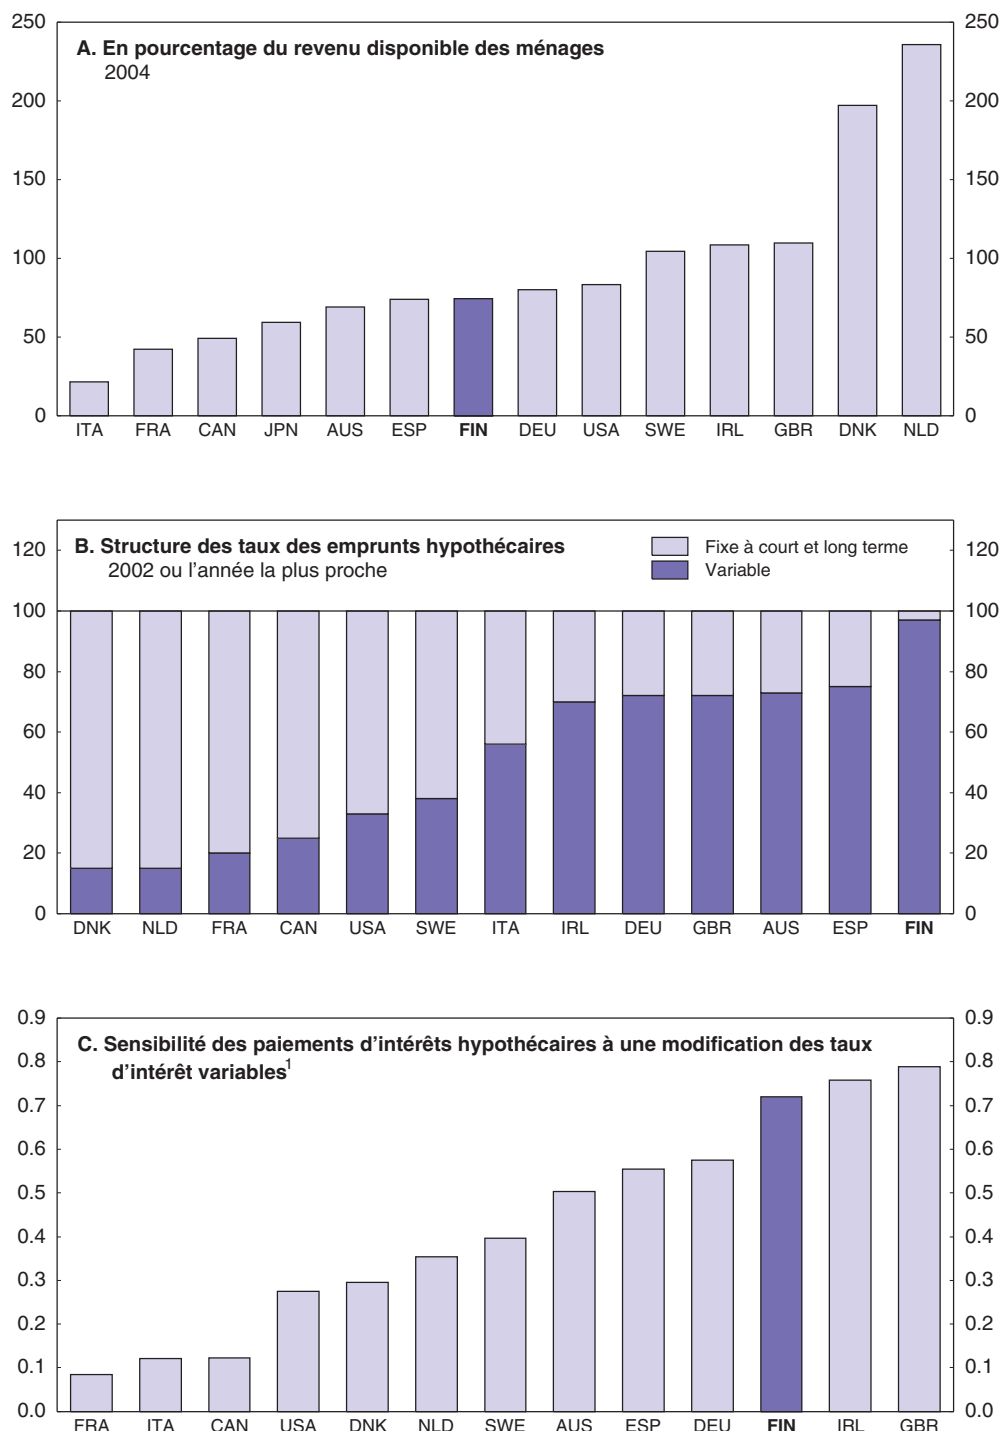 A. En pourcentage du revenu disponible des ménages
2004
250 250
200 200
150 150
100 100
50 50
0 0
ITA FRA CAN JPN AUS ESP FIN DEU USA SWE IRL GBR DNK NLD
B. Structure des taux des emprunts hypothécaires
2002 ou l’année la plus proche
Fixe à court et long terme
Variable
120 120
100 100
80 80
60 60
40 40
20 20
0 0
DNK NLD FRA CAN USA SWE ITA IRL DEU GBR AUS ESP FIN
C. Sensibilité des paiements d’intérêts hypothécaires à une modification des taux
d’intérêt variables1
0.9 0.9
0.8 0.8
0.7 0.7
0.6 0.6
0.5 0.5
0.4 0.4
0.3 0.3
0.2 0.2
0.1 0.1
0.0 0.0
FRA ITA CAN USA DNK NLD SWE AUS ESP DEU FIN IRL GBR